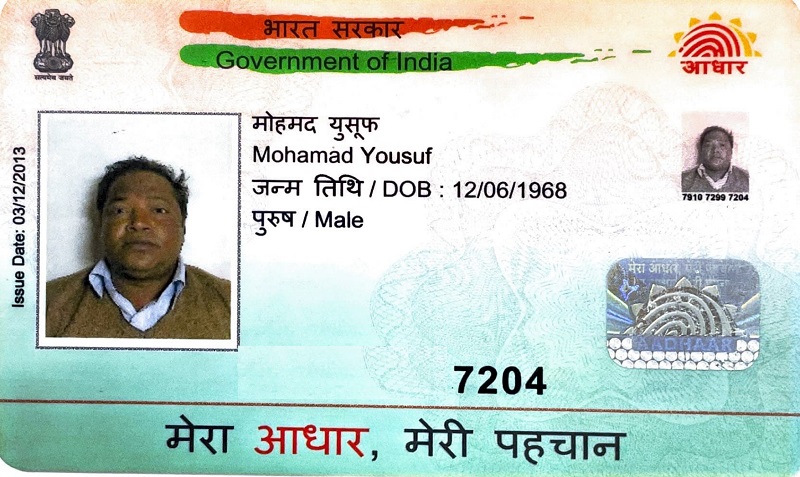 भारत सरकार
Government of India
सत्यमेव जयते
आधार
Issue Date: 03/12/2013
मोहमद युसूफ
Mohamad Yousuf
जन्म तिथि / DOB : 12/06/1968
पुरुष / Male
7910 7299 7204
मेरा आधार, मेरी पहचान
AADHAAR
7204
मेरा आधार, मेरी पहचान